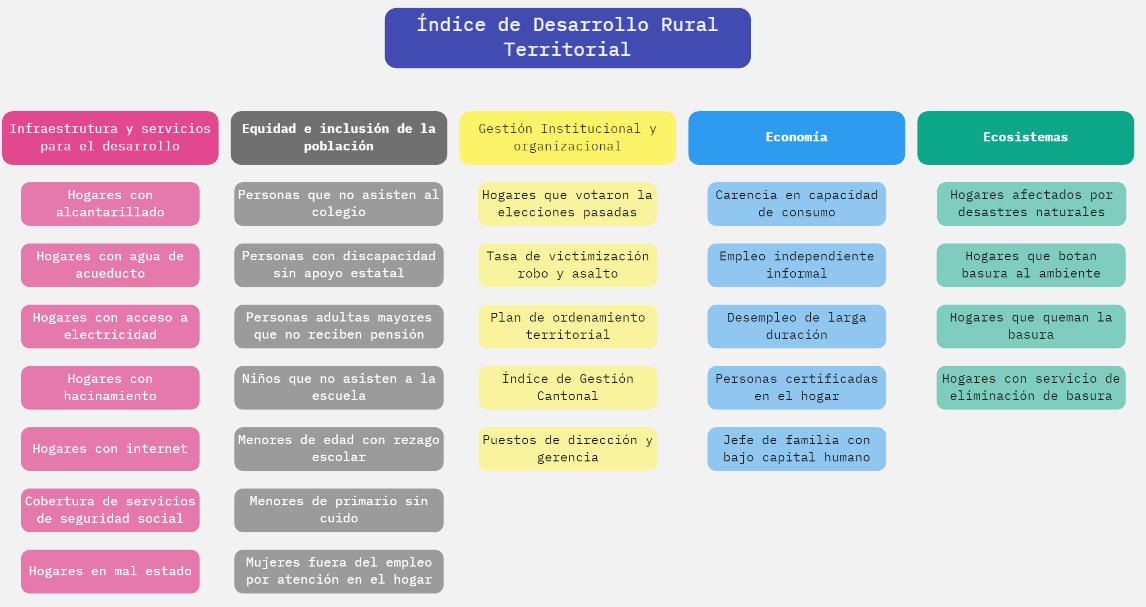 Índice de Desarrollo Rural
Territorial
Infraestrutura y servicios
para el desarrollo
Hogares con
alcantarillado
Hogares con agua de
acueducto
Hogares con acceso a
electricidad
Hogares con
hacinamiento
Hogares con internet
Cobertura de servicios
de seguridad social
Hogares en mal estado
Equidad e inclusión de la
población
Personas que no asisten al
colegio
Personas con discapacidad
sin apoyo estatal
Personas adultas mayores
que no reciben pensión
Niños que no asisten a la
escuela
Menores de edad con rezago
escolar
Menores de primario sin
cuido
Mujeres fuera del empleo
por atención en el hogar
Gestión Institucional y
organizacional
Hogares que votaron la
elecciones pasadas
Tasa de victimización
robo y asalto
Plan de ordenamiento
territorial
Índice de Gestión
Cantonal
Puestos de dirección y
gerencia
Economía
Carencia en capacidad
de consumo
Empleo independiente
informal
Desempleo de larga
duración
Personas certificadas
en el hogar
Jefe de familia con
bajo capital humano
Ecosistemas
Hogares afectados por
desastres naturales
Hogares que botan
basura al ambiente
Hogares que queman la
basura
Hogares con servicio de
eliminación de basura